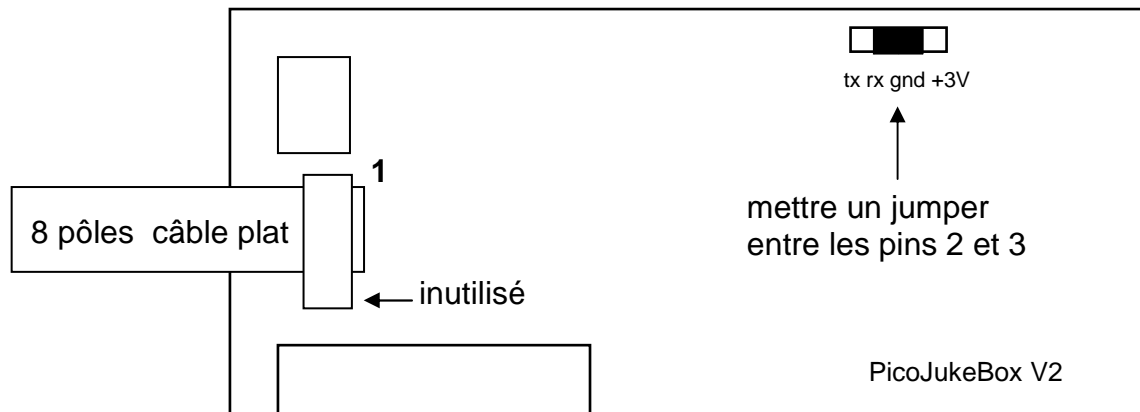 tx rx gnd +3V
1
8 pôles câble plat
mettre un jumper
entre les pins 2 et 3
inutilisé
PicoJukeBox V2